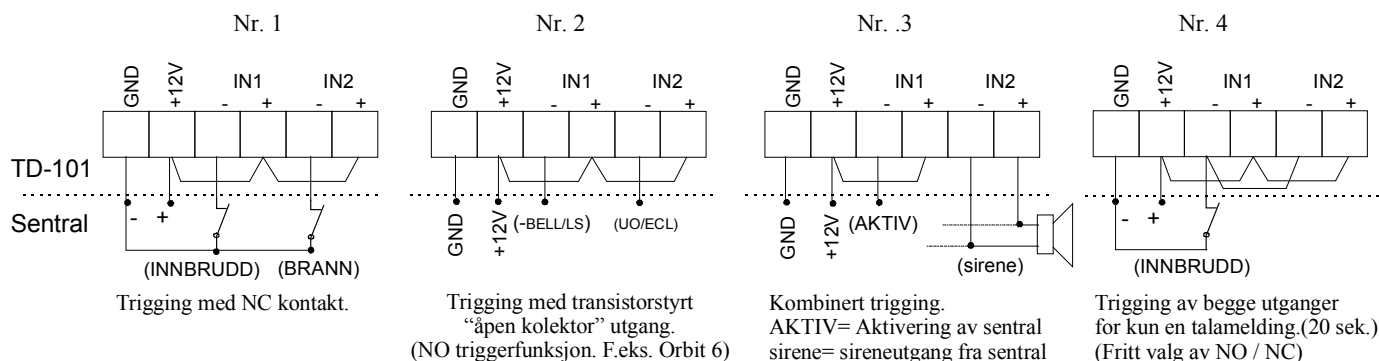 Nr. 1
Nr. 2
Nr. .3
Nr. 4
GND +12V IN1 IN2
- + - +
GND +12V IN1 IN2
- + - +
GND +12V IN1 IN2
- + - +
GND +12V IN1 IN2
- + - +
TD-101
Sentral
- +
(INNBRUDD) (BRANN)
GND +12V (-BELL/LS) (UO/ECL)
GND +12V (AKTIV)
(sirene)
- +
(INNBRUDD)
Trigging med NC kontakt.
Trigging med transistorstyrt
“åpen kolektor” utgang.
(NO triggerfunksjon. F.eks. Orbit 6)
Kombinert trigging.
AKTIV= Aktivering av sentral
sirene= sireneutgang fra sentral
Trigging av begge utganger
for kun en talamelding.(20 sek.)
(Fritt valg av NO / NC)